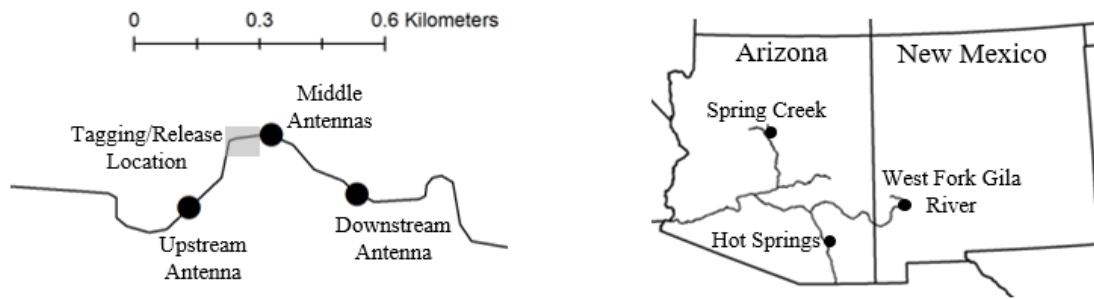 0 0.3 0.6 Kilometers
Middle
Antennas
Tagging/Release
Location
Upstream
Antenna
Downstream
Antenna
Arizona
New Mexico
Spring Creek
West Fork Gila
River
Hot Springs